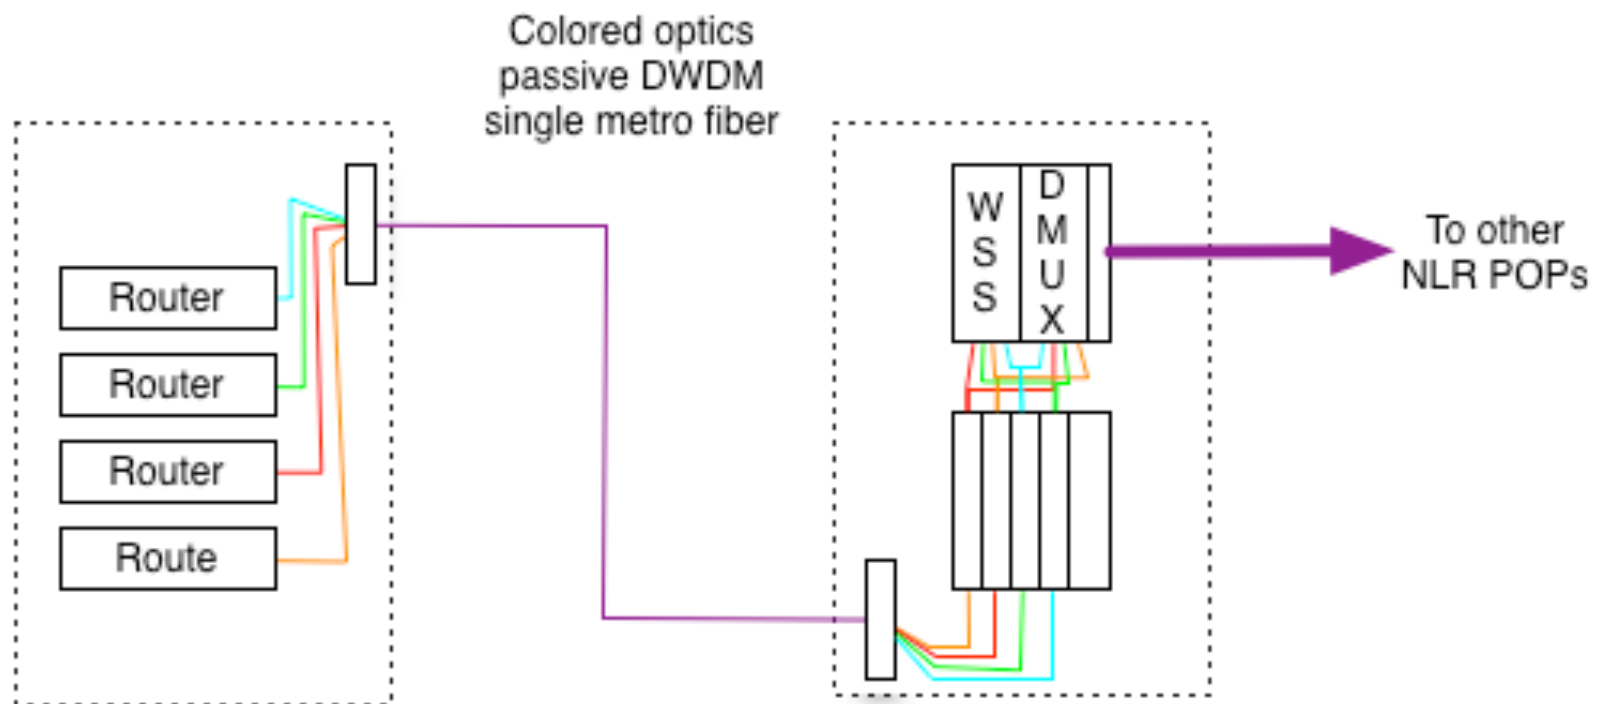 Colored optics
passive DWDM
single metro fiber
Router
Router
Router
Route
W
S
S
D
M
U
X
To other
NLR POPs